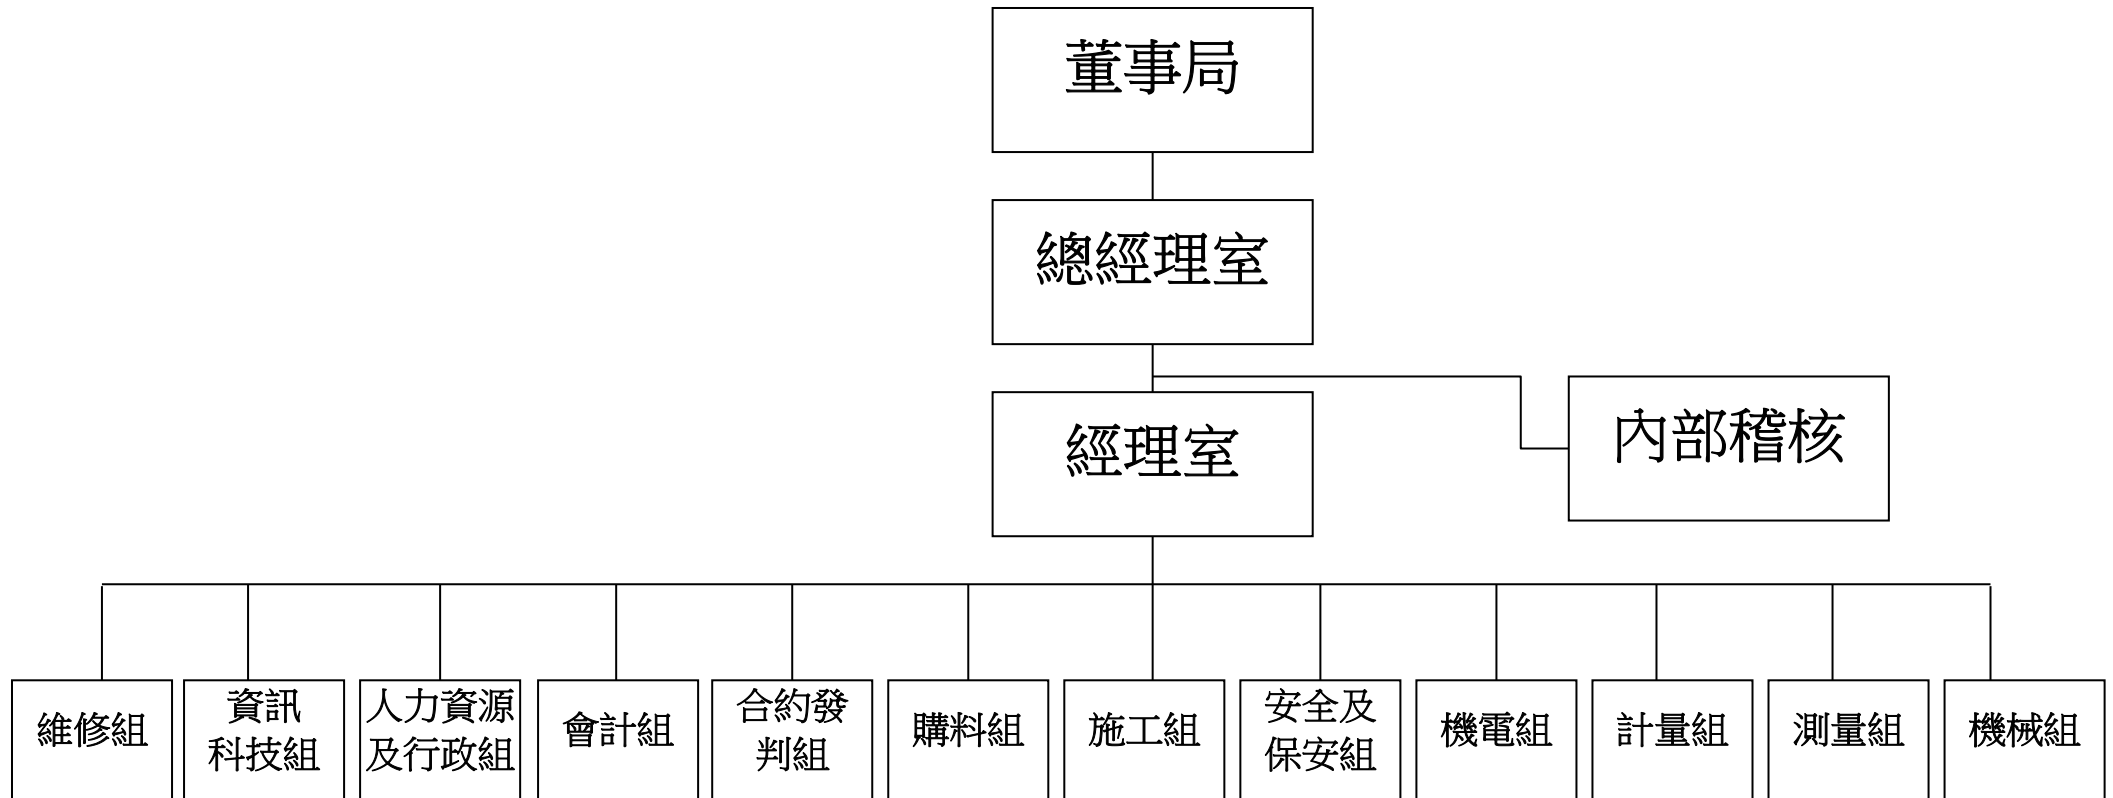 董事局
總經理室
經理室
內部稽核
維修組
資訊
科技組
人力資源
及行政組
會計組
合約發
判組
購料組
施工組
安全及
保安組
機電組
計量組
測量組
機械組